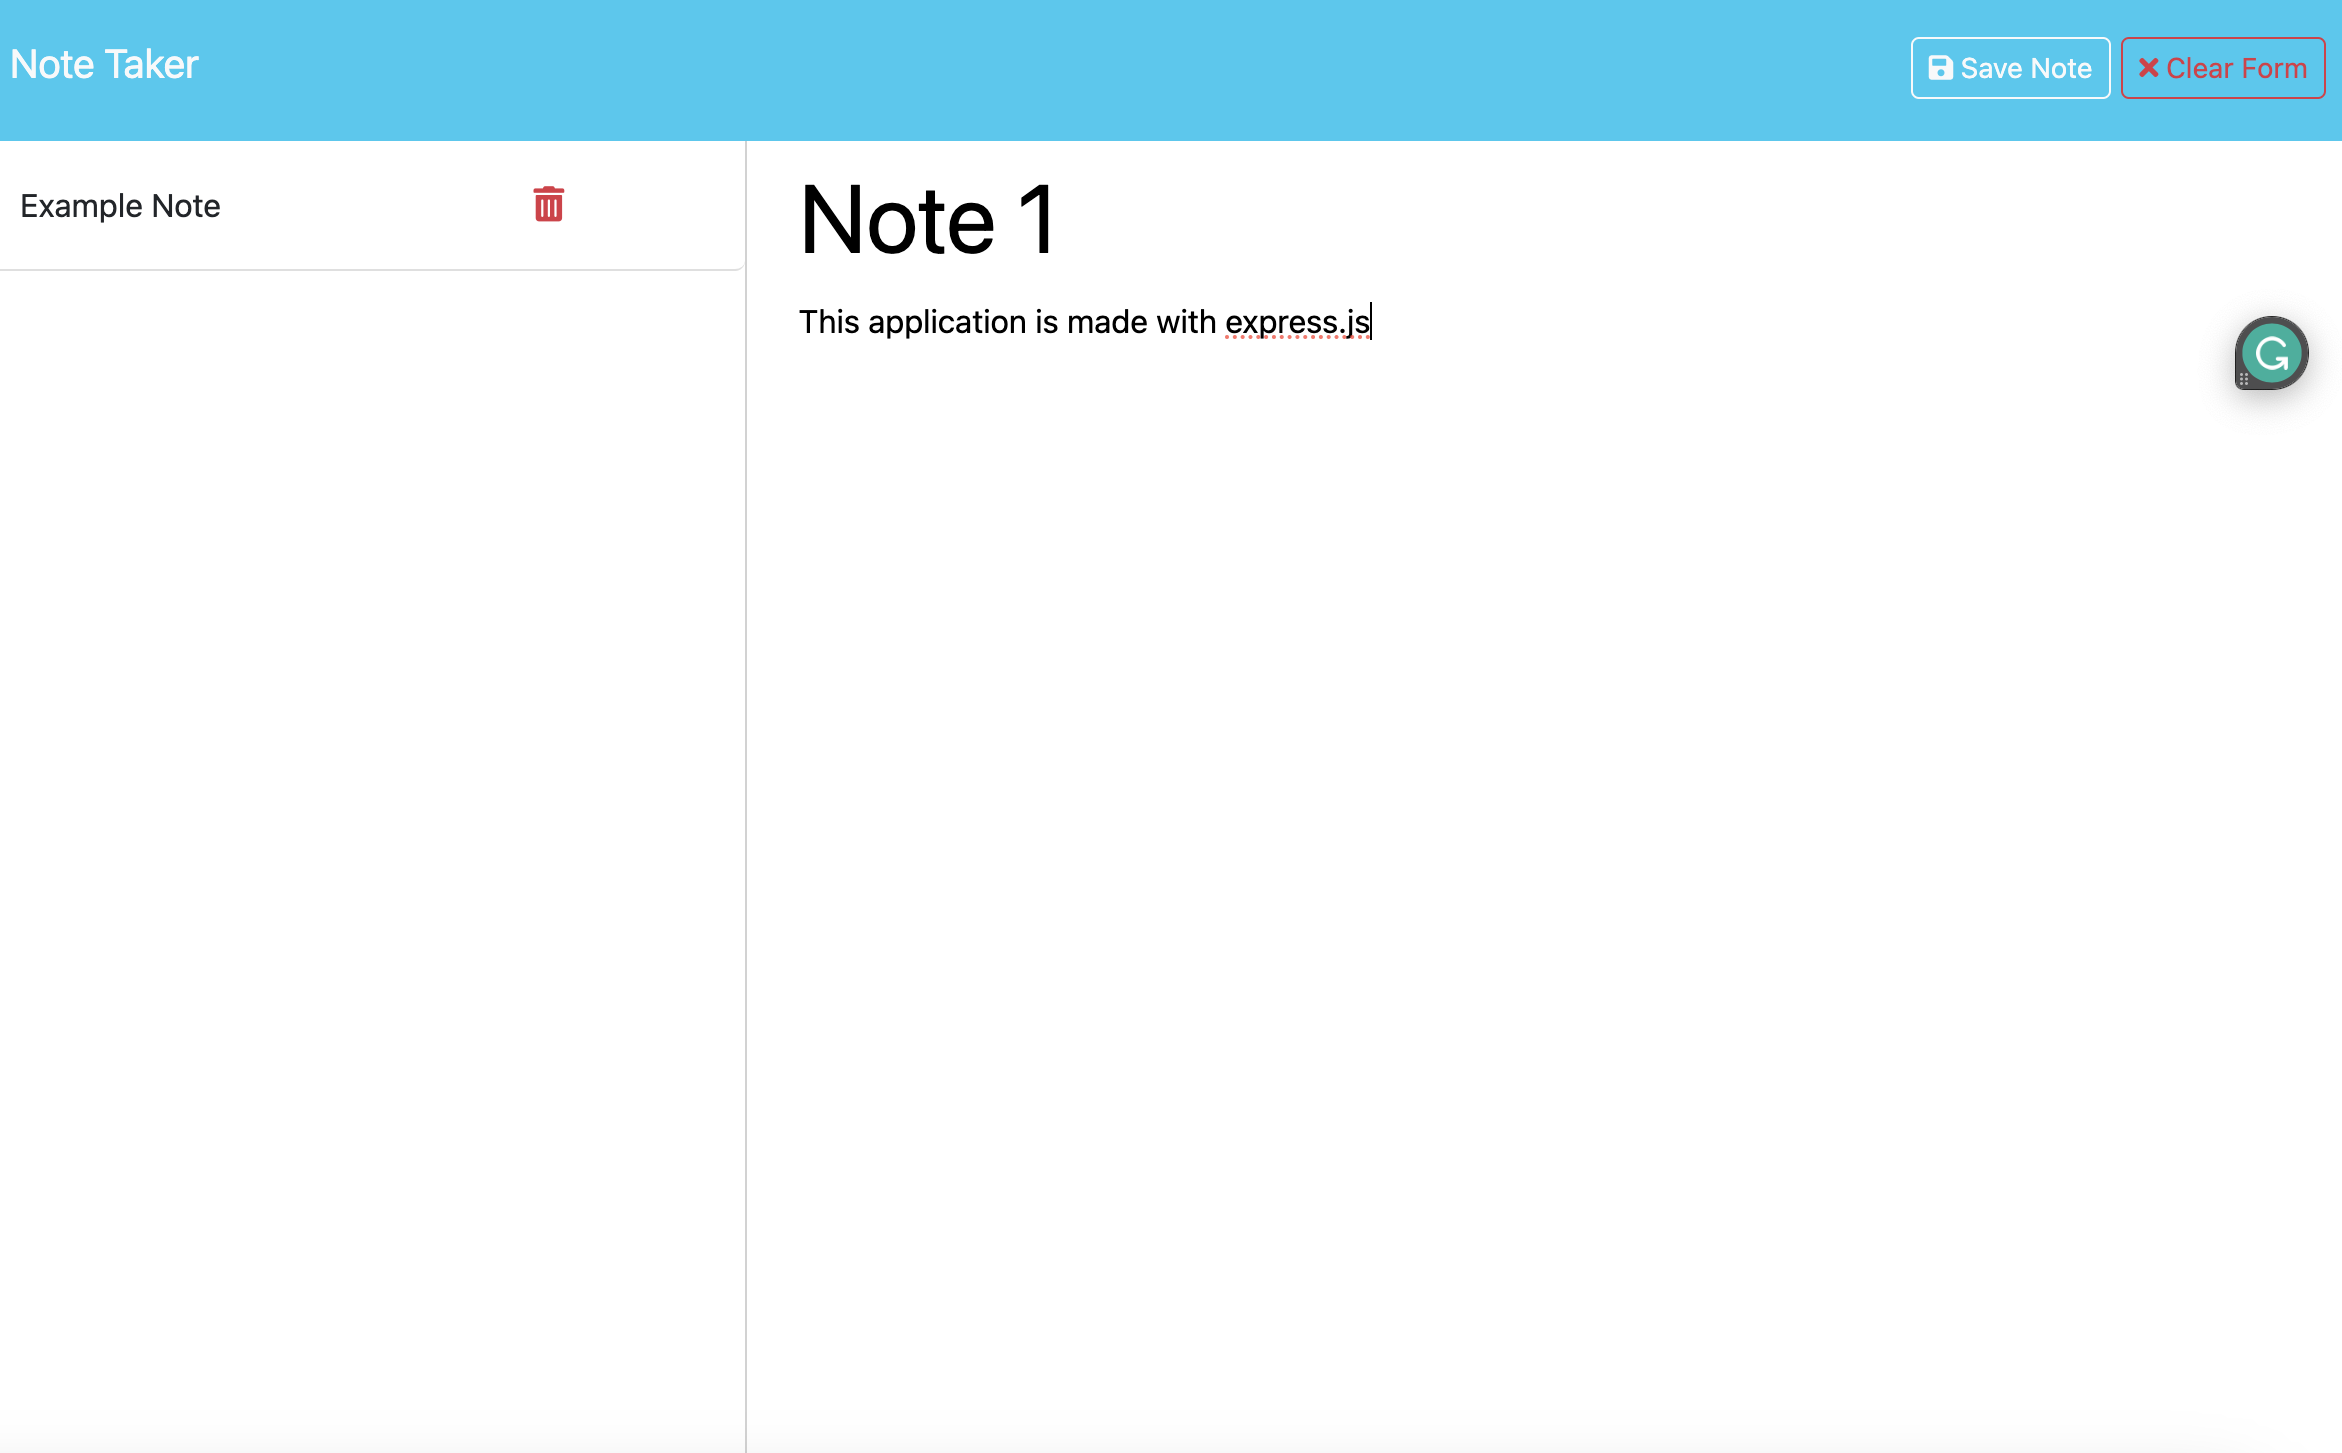 Note Taker
Save Note
Clear Form
Example Note
Note 1
This application is made with express.js